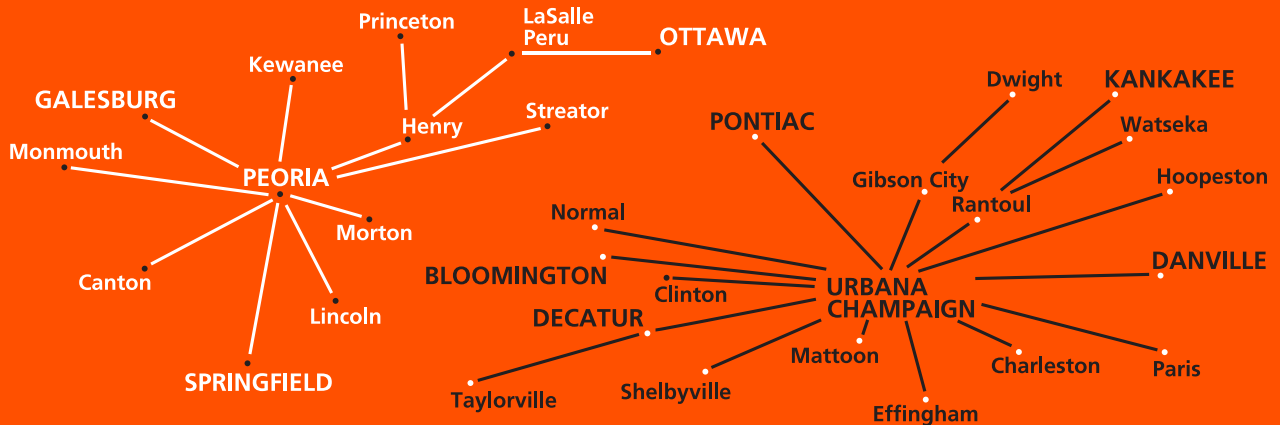 Princeton
LaSalle
Peru
OTTAWA
Kewanee
GALESBURG
Henry
Streator
Monmouth
PEORIA
Morton
Canton
Lincoln
SPRINGFIELD
Dwight
KANKAKEE
PONTIAC
Watseka
Gibson City
Hoopeston
Rantoul
Normal
BLOOMINGTON
DANVILLE
Clinton
URBANA
CHAMPAIGN
DECATUR
Mattoon
Charleston
Paris
Shelbyville
Taylorville
Effingham